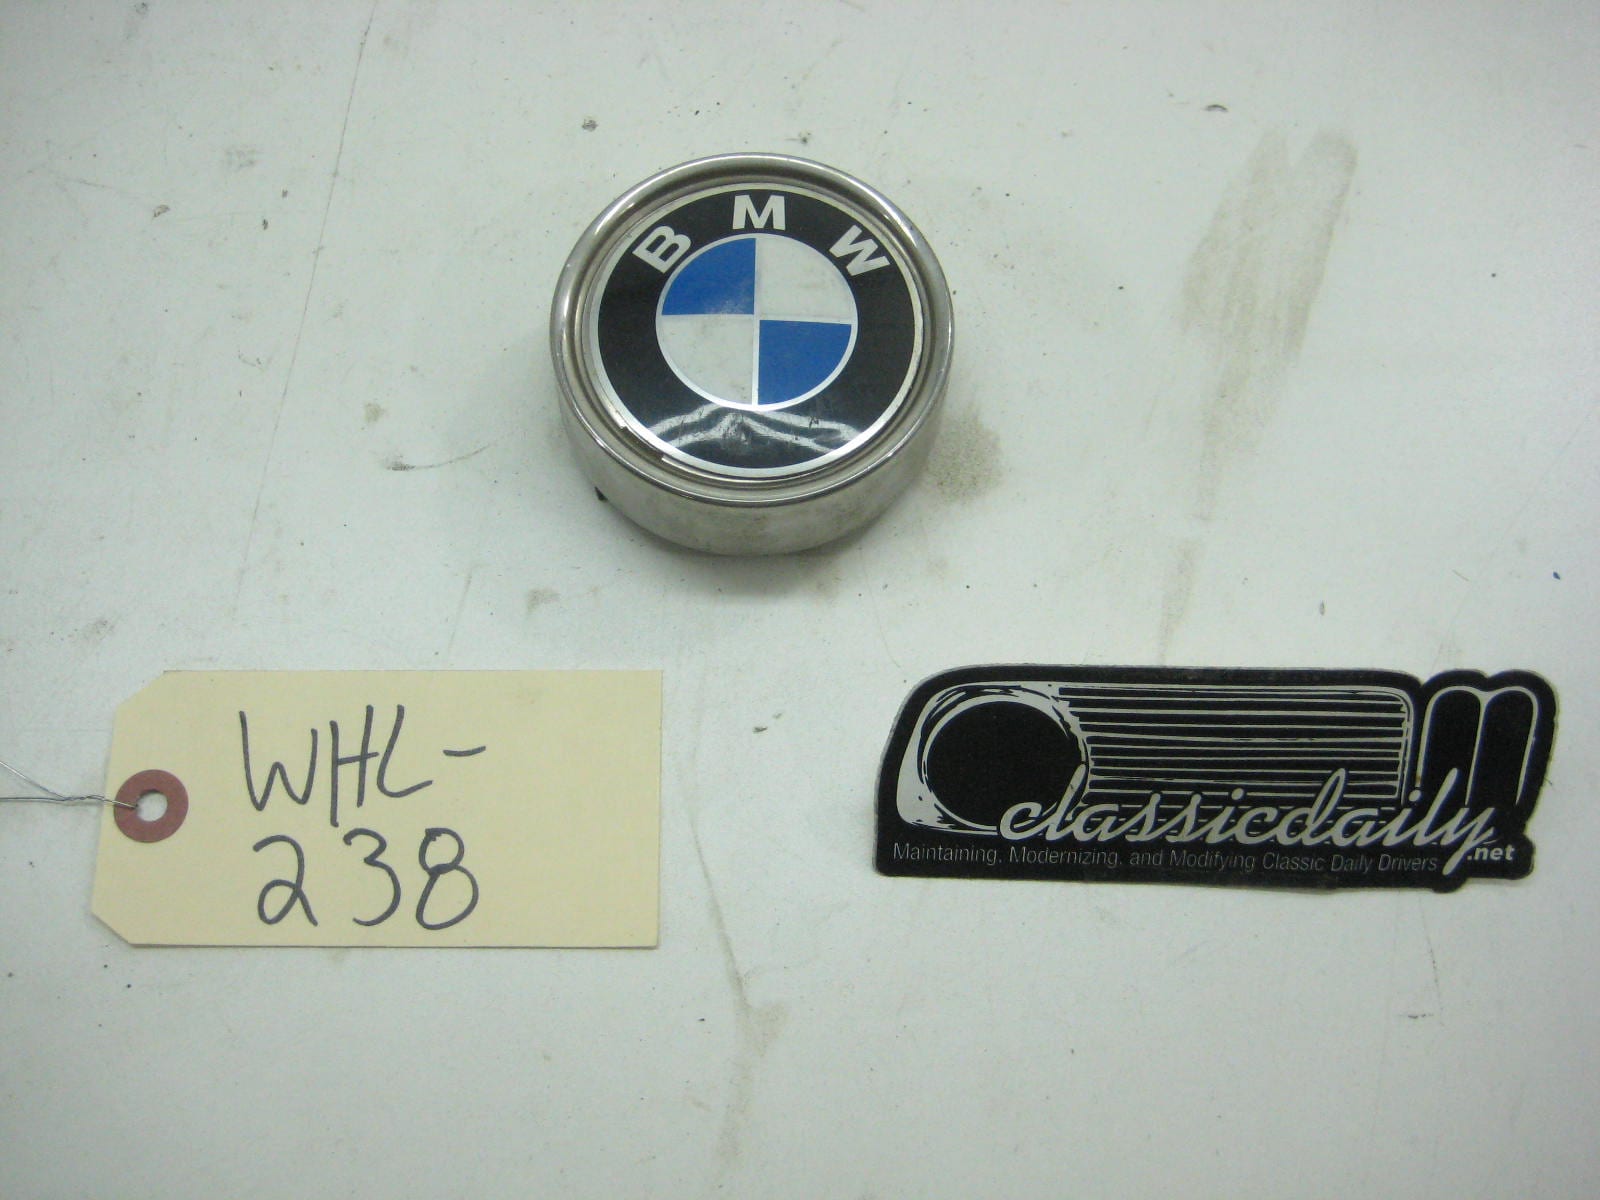 BMW
WHL-
238
classicdaily.net
Maintaining, Modernizing, and Modifying Classic Daily Drivers